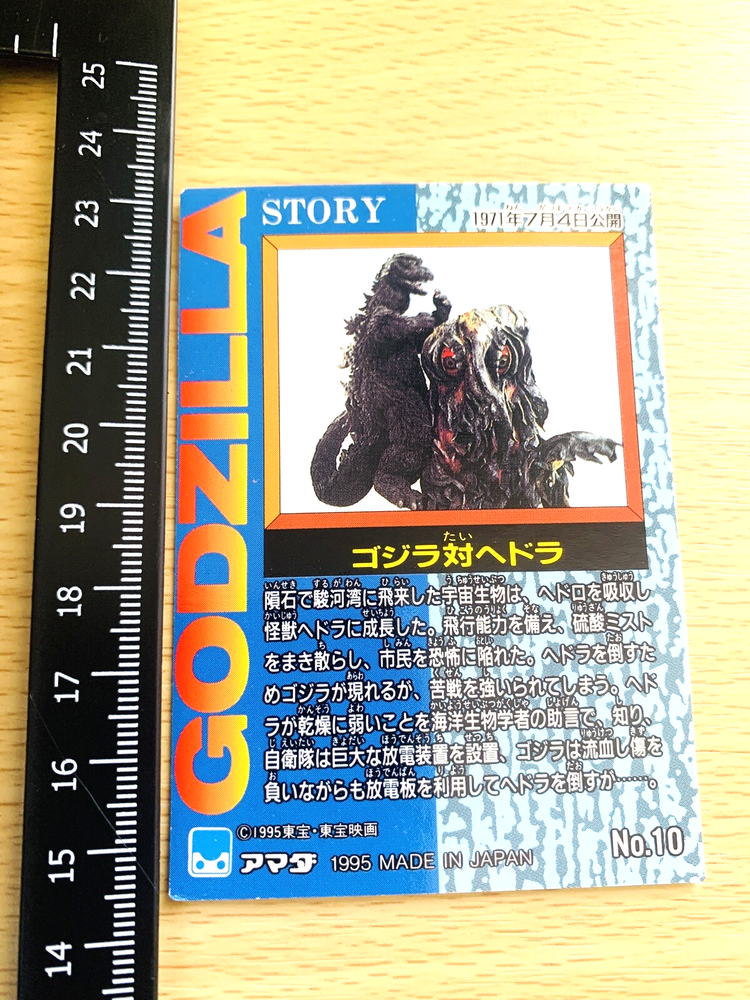 25
24
23
22
21
20
19
18
17
16
15
14
GODZILLA
STORY
1971年7月4日公開
ゴジラ対ヘドラ
隕石で駿河湾に飛来した宇宙生物は、ヘドロを吸収し
怪獣ヘドラに成長した。飛行能力を備え、硫酸ミスト
をまき散らし、市民を恐怖に陥れた。ヘドラを倒すた
めゴジラが現れるが、苦戦を強いられてしまう。ヘド
ラが乾燥に弱いことを海洋生物学者の助言で、知り、
自衛隊は巨大な放電装置を設置、ゴジラは流血し傷を
負いながらも放電板を利用してヘドラを倒すが……。
©1995東宝・東宝映画
アマダ 1995 MADE IN JAPAN
No.10